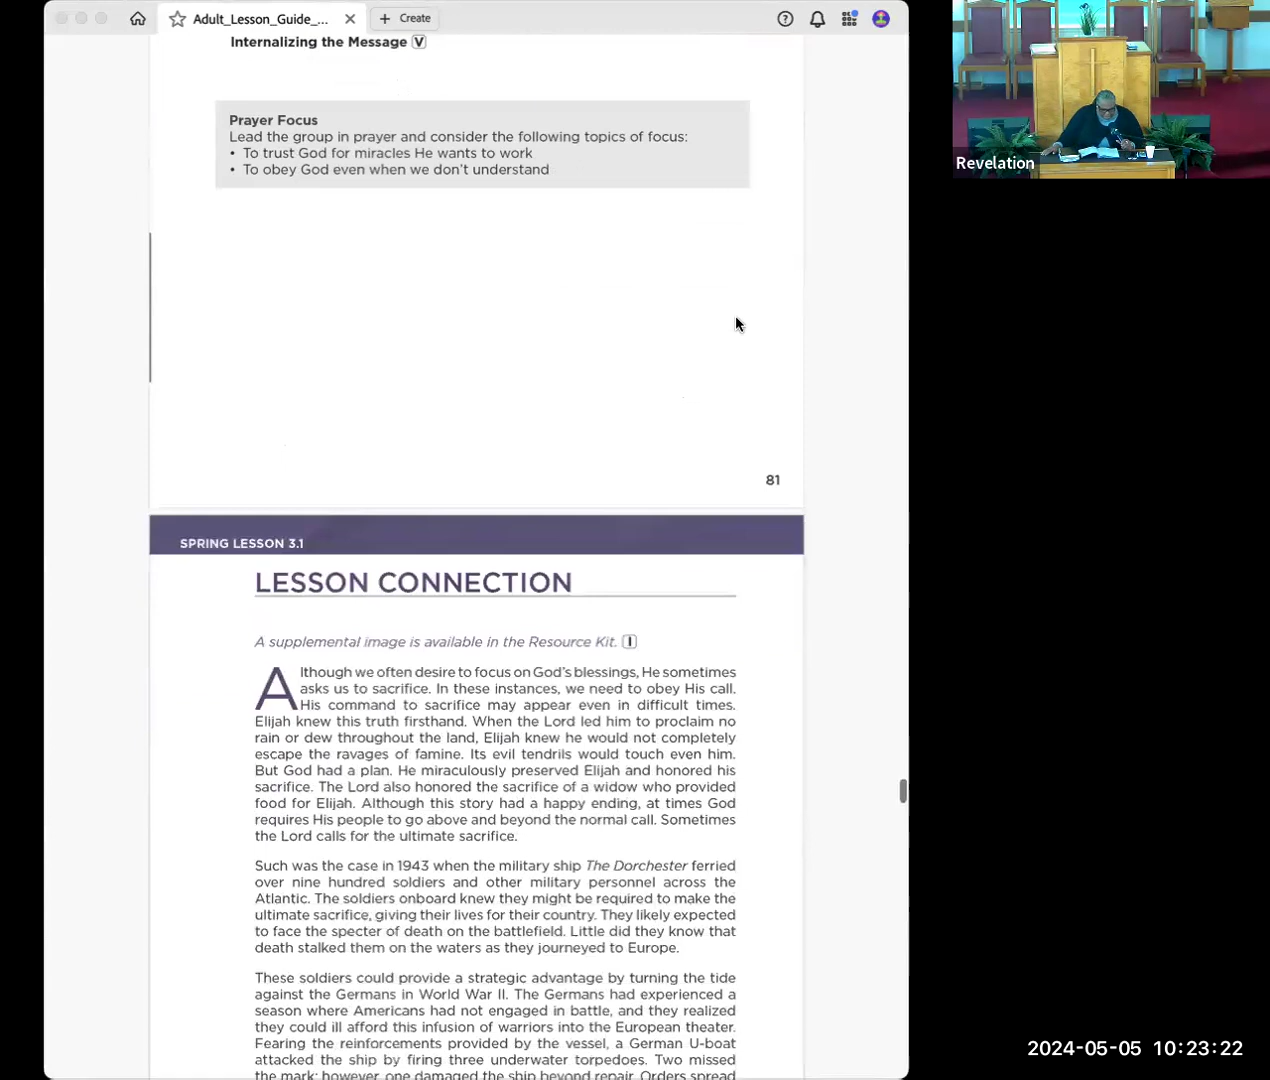 Adult_Lesson_Guide_...
Create
Internalizing the Message V
Prayer Focus
Lead the group in prayer and consider the following topics of focus:
• To trust God for miracles He wants to work
• To obey God even when we don't understand
81
SPRING LESSON 3.1
LESSON CONNECTION
A supplemental image is available in the Resource Kit. I
Although we often desire to focus on God's blessings, He sometimes
asks us to sacrifice. In these instances, we need to obey His call.
His command to sacrifice may appear even in difficult times.
Elijah knew this truth firsthand. When the Lord led him to proclaim no
rain or dew throughout the land, Elijah knew he would not completely
escape the ravages of famine. Its evil tendrils would touch even him.
But God had a plan. He miraculously preserved Elijah and honored his
sacrifice. The Lord also honored the sacrifice of a widow who provided
food for Elijah. Although this story had a happy ending, at times God
requires His people to go above and beyond the normal call. Sometimes
the Lord calls for the ultimate sacrifice.
Such was the case in 1943 when the military ship The Dorchester ferried
over nine hundred soldiers and other military personnel across the
Atlantic. The soldiers onboard knew they might be required to make the
ultimate sacrifice, giving their lives for their country. They likely expected
to face the specter of death on the battlefield. Little did they know that
death stalked them on the waters as they journeyed to Europe.
These soldiers could provide a strategic advantage by turning the tide
against the Germans in World War II. The Germans had experienced a
season where Americans had not engaged in battle, and they realized
they could ill afford this infusion of warriors into the European theater.
Fearing the reinforcements provided by the vessel, a German U-boat
attacked the ship by firing three underwater torpedoes. Two missed
the mark; however, one damaged the ship beyond repair. Orders spread
Revelation
2024-05-05 10:23:22